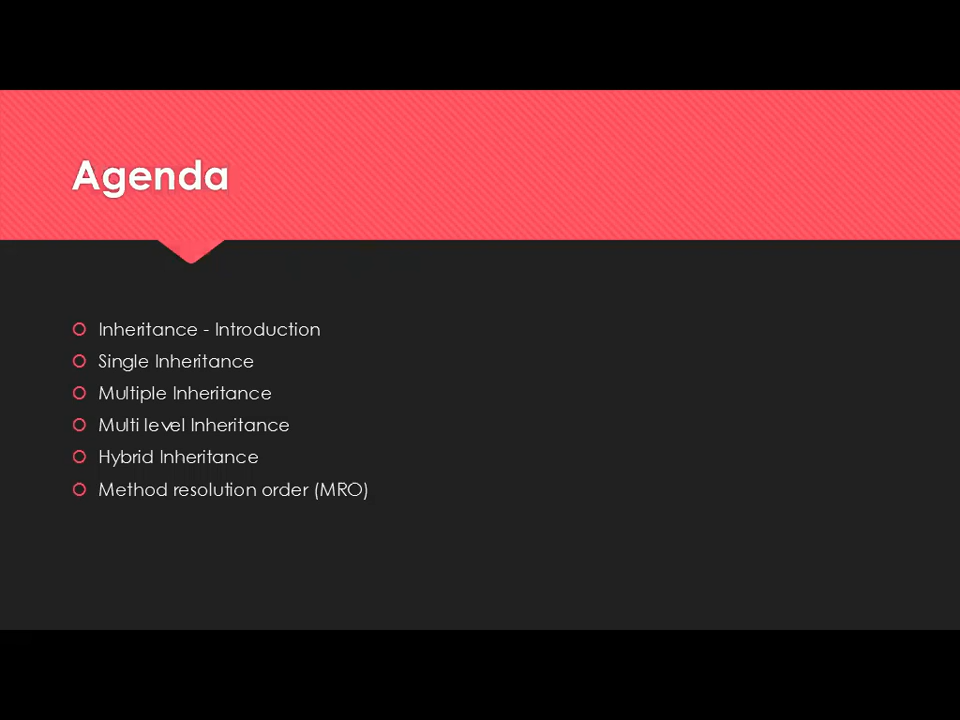 Agenda
Inheritance - Introduction
Single Inheritance
Multiple Inheritance
Multi level Inheritance
Hybrid Inheritance
Method resolution order (MRO)